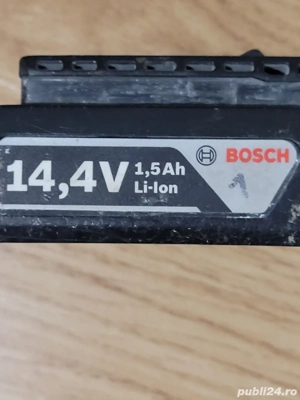 14,4V 1,5Ah
Li-Ion
BOSCH
publi24.ro